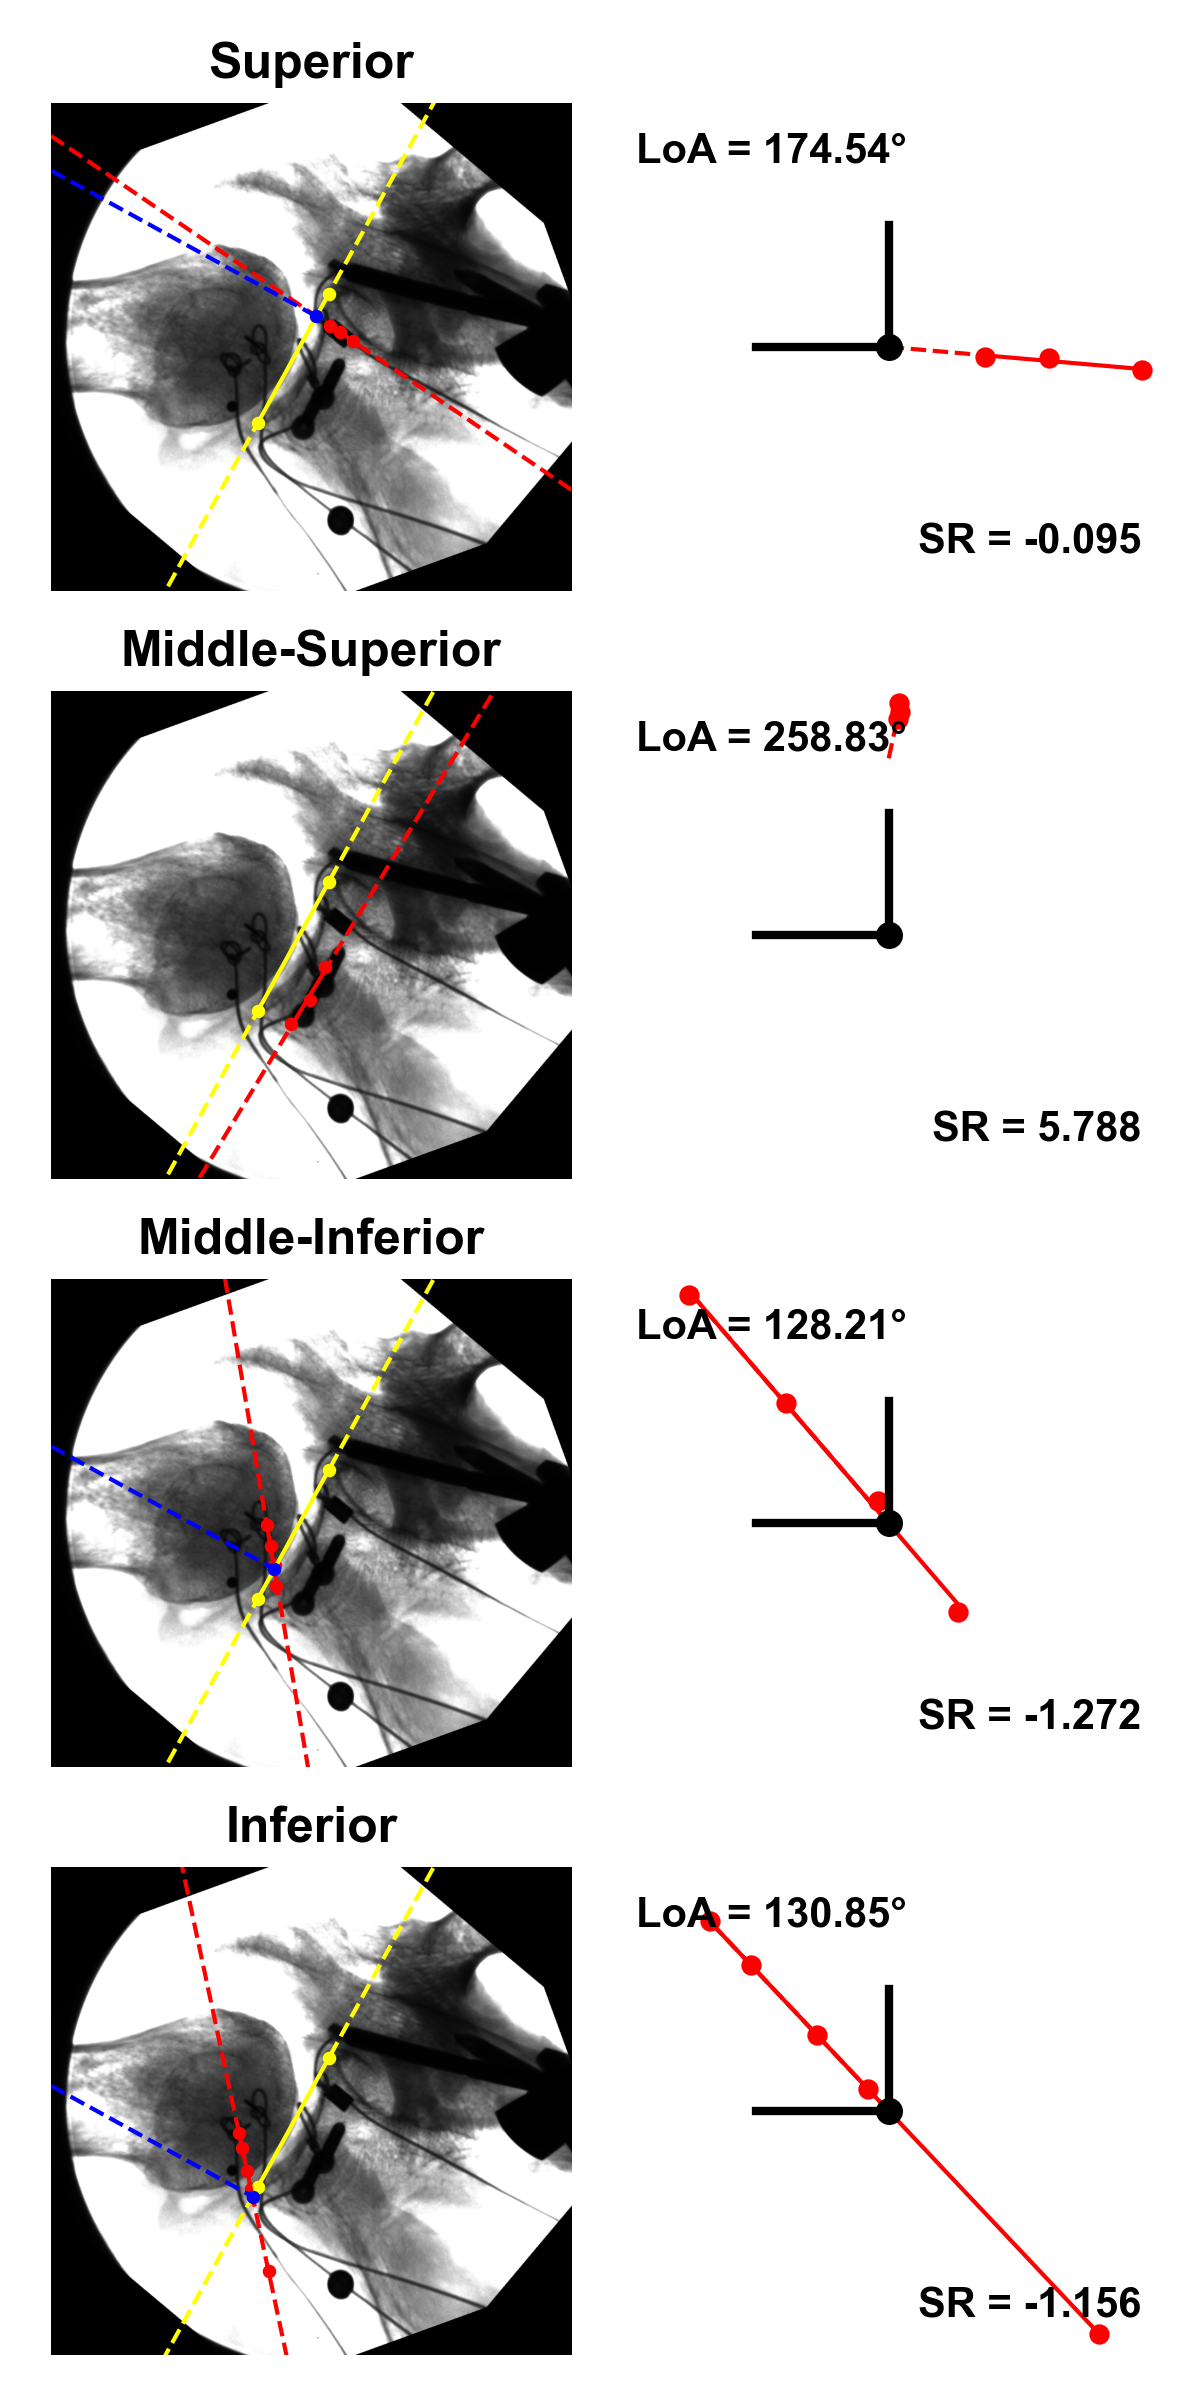 Superior
LoA = 174.54°
SR = -0.095
Middle-Superior
LoA = 258.83°
SR = 5.788
Middle-Inferior
LoA = 128.21°
SR = -1.272
Inferior
LoA = 130.85°
SR = -1.156